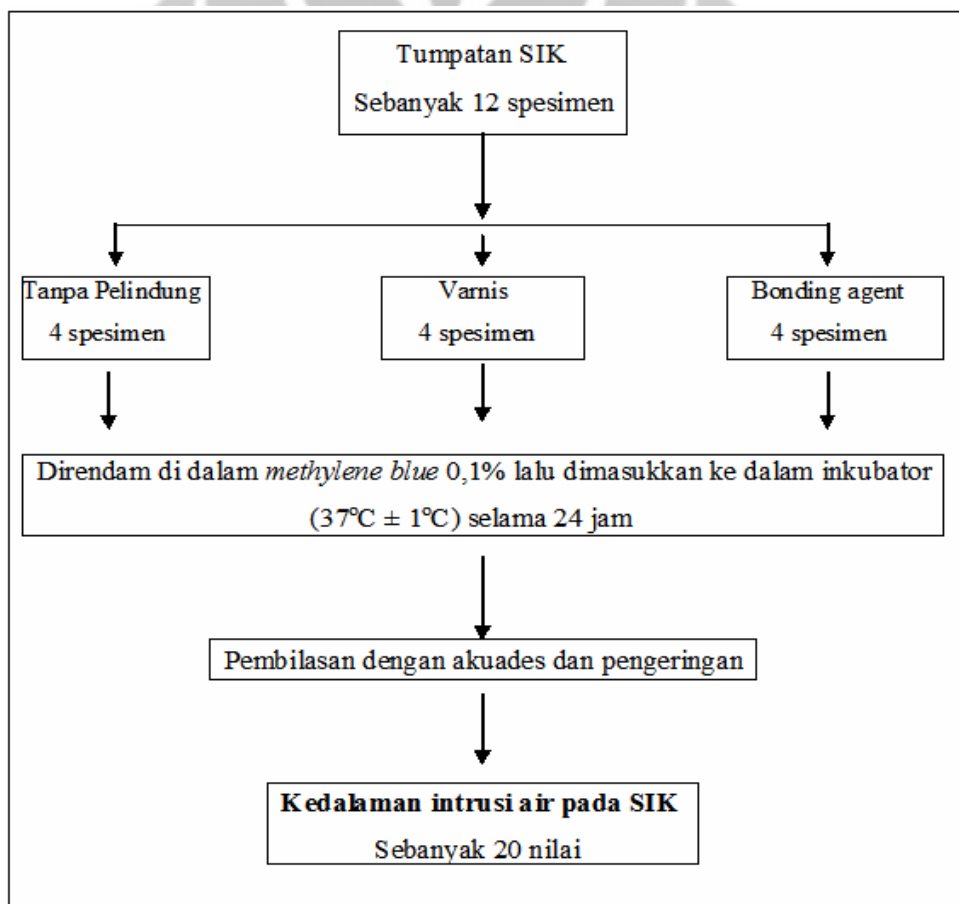 Tumpatan SIK
Sebanyak 12 spesimen
Tanpa Pelindung
4 spesimen
Varnis
4 spesimen
Bonding agent
4 spesimen
Direndam di dalam methylene blue 0,1% lalu dimasukkan ke dalam inkubator
(37°C ± 1°C) selama 24 jam
Pembilasan dengan akuades dan pengeringan
Kedalaman intrusi air pada SIK
Sebanyak 20 nilai